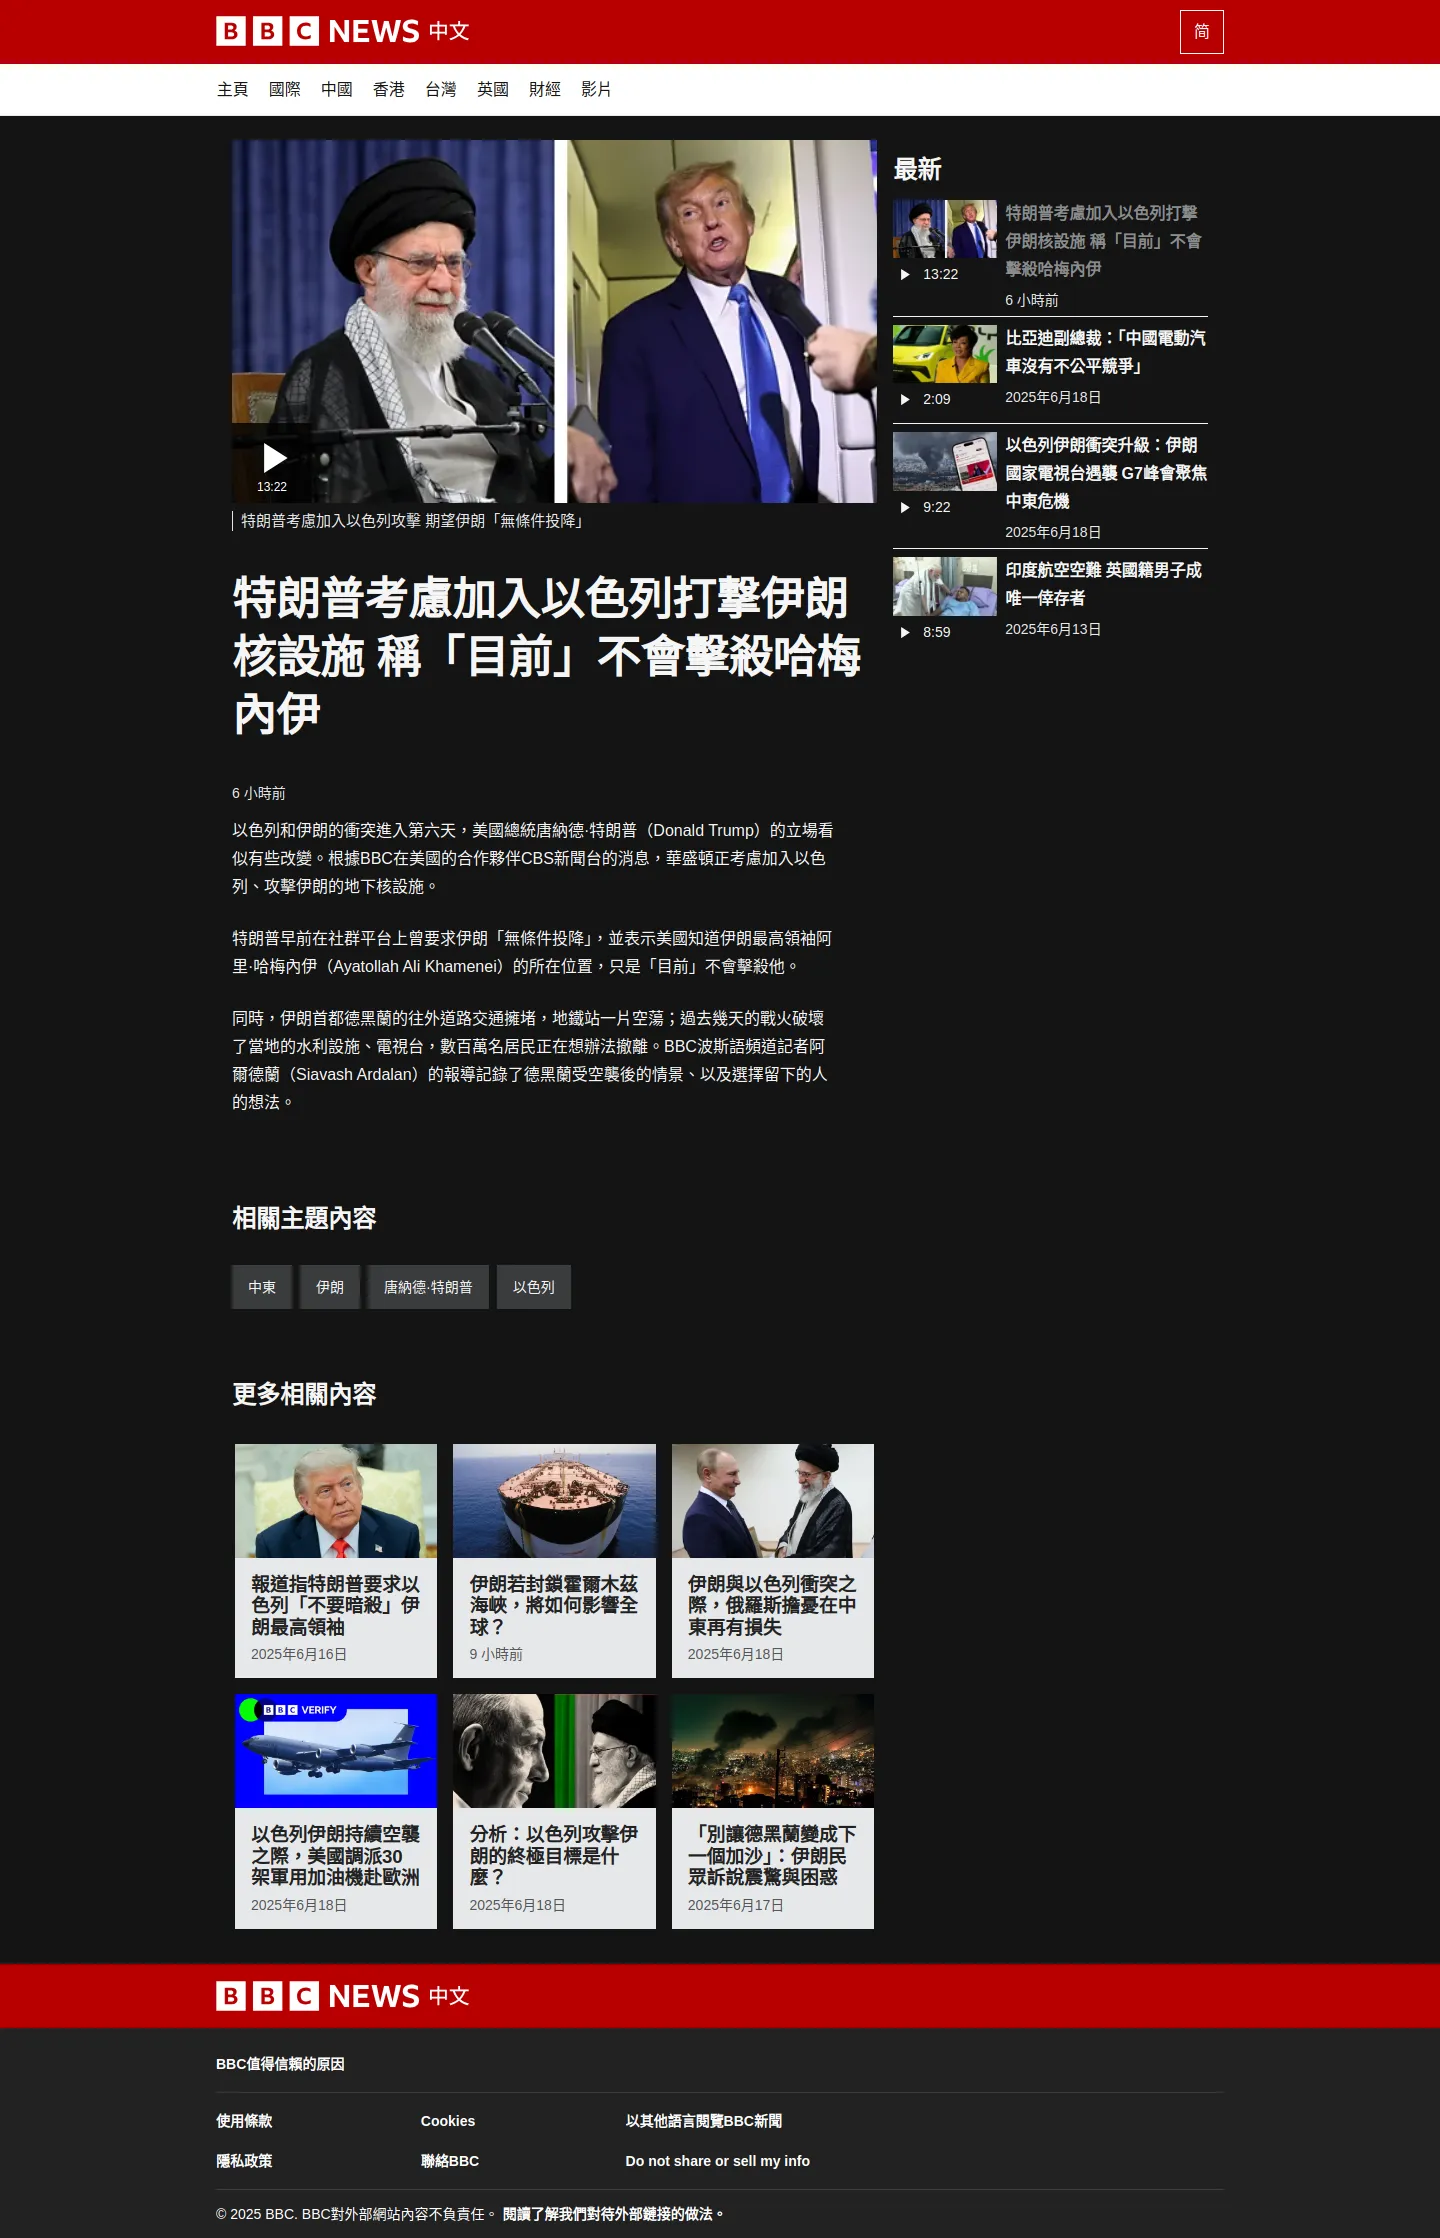 BBC NEWS 中文
简
主頁 國際 中國 香港 台灣 英國 財經 影片
13:22
特朗普考慮加入以色列攻擊 期望伊朗「無條件投降」
特朗普考慮加入以色列打擊伊朗
核設施 稱「目前」不會擊殺哈梅
內伊
6 小時前
以色列和伊朗的衝突進入第六天，美國總統唐納德·特朗普（Donald Trump）的立場看
似有些改變。根據BBC在美國的合作夥伴CBS新聞台的消息，華盛頓正考慮加入以色
列、攻擊伊朗的地下核設施。
特朗普早前在社群平台上曾要求伊朗「無條件投降」，並表示美國知道伊朗最高領袖阿
里·哈梅內伊（Ayatollah Ali Khamenei）的所在位置，只是「目前」不會擊殺他。
同時，伊朗首都德黑蘭的往外道路交通擁堵，地鐵站一片空蕩；過去幾天的戰火破壞
了當地的水利設施、電視台，數百萬名居民正在想辦法撤離。BBC波斯語頻道記者阿
爾德蘭（Siavash Ardalan）的報導記錄了德黑蘭受空襲後的情景、以及選擇留下的人
的想法。
最新
特朗普考慮加入以色列打擊
伊朗核設施 稱「目前」不會
擊殺哈梅內伊
13:22
6 小時前
比亞迪副總裁：「中國電動汽
車沒有不公平競爭」
2:09
2025年6月18日
以色列伊朗衝突升級：伊朗
國家電視台遇襲 G7峰會聚焦
中東危機
9:22
2025年6月18日
印度航空空難 英國籍男子成
唯一倖存者
8:59
2025年6月13日
相關主題內容
中東 伊朗 唐納德·特朗普 以色列
更多相關內容
報道指特朗普要求以
色列「不要暗殺」伊
朗最高領袖
2025年6月16日
伊朗若封鎖霍爾木茲
海峽，將如何影響全
球？
9 小時前
伊朗與以色列衝突之
際，俄羅斯擔憂在中
東再有損失
2025年6月18日
BBC VERIFY
以色列伊朗持續空襲
之際，美國調派30
架軍用加油機赴歐洲
2025年6月18日
分析：以色列攻擊伊
朗的終極目標是什
麼？
2025年6月18日
「別讓德黑蘭變成下
一個加沙」：伊朗民
眾訴說震驚與困惑
2025年6月17日
BBC NEWS 中文
BBC值得信賴的原因
使用條款 Cookies 以其他語言閱覽BBC新聞
隱私政策 聯絡BBC Do not share or sell my info
© 2025 BBC. BBC對外部網站內容不負責任。 閱讀了解我們對待外部鏈接的做法。